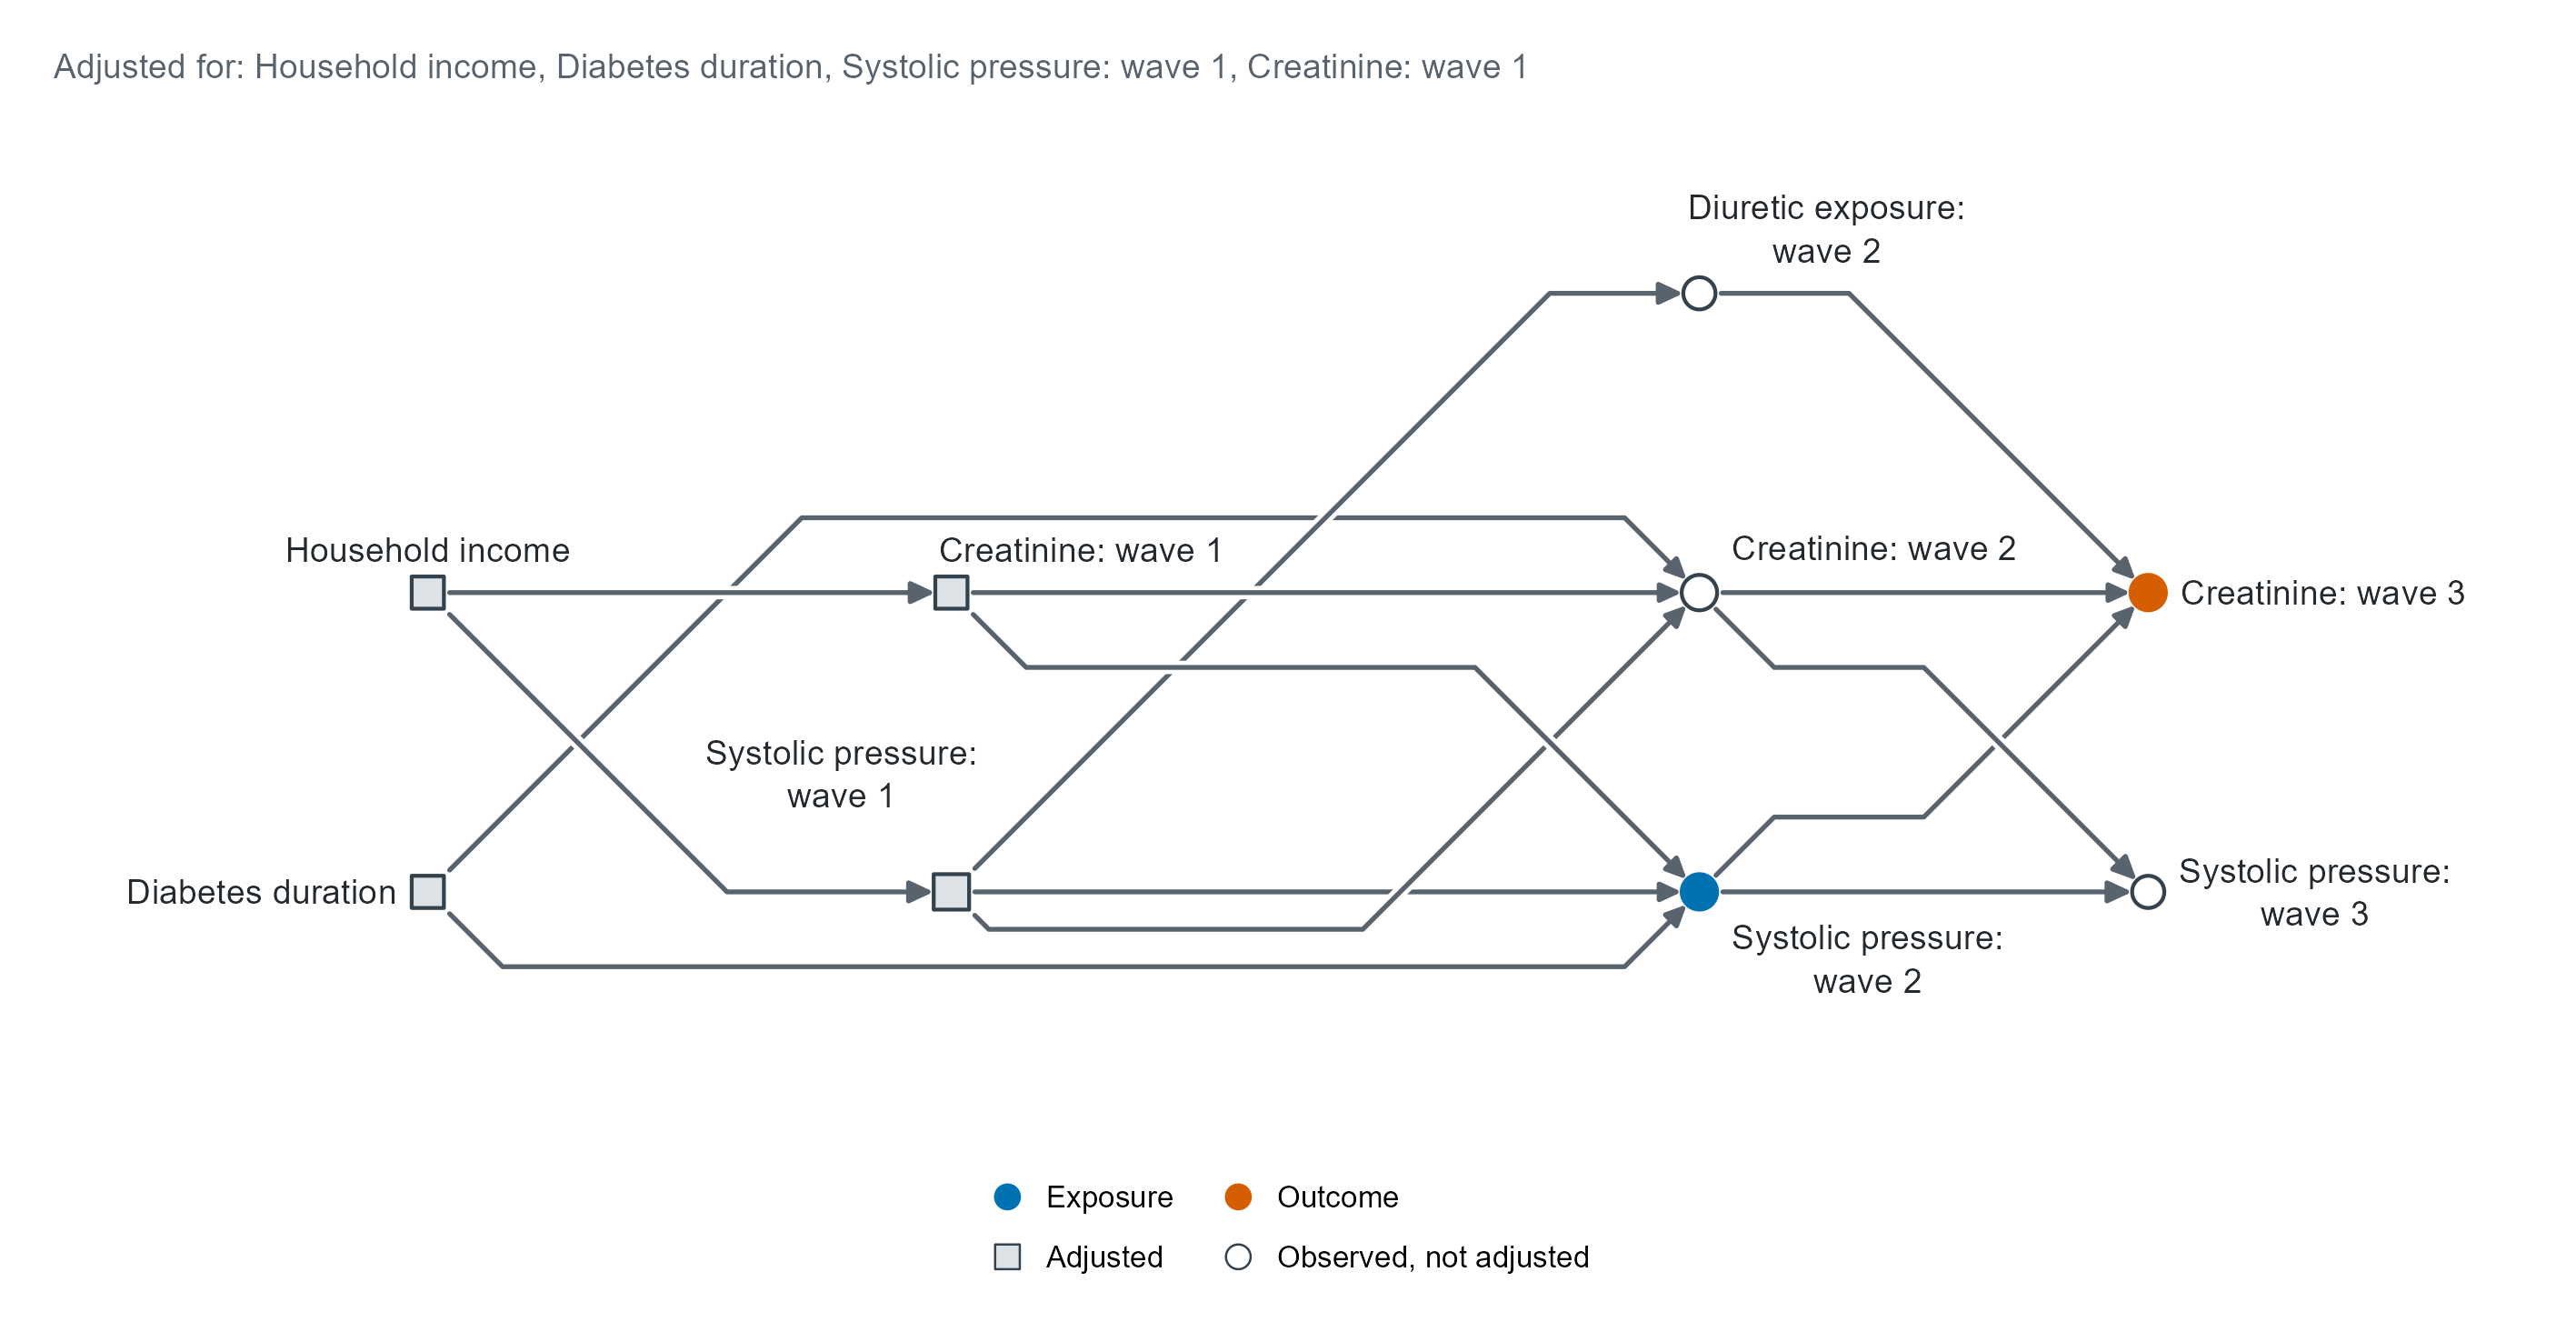 Adjusted for: Household income, Diabetes duration, Systolic pressure: wave 1, Creatinine: wave 1
Diuretic exposure:
wave 2
Household income
Creatinine: wave 1
Creatinine: wave 2
Creatinine: wave 3
Systolic pressure:
wave 1
Diabetes duration
Systolic pressure:
wave 3
Systolic pressure:
wave 2
Exposure
Outcome
Adjusted
Observed, not adjusted